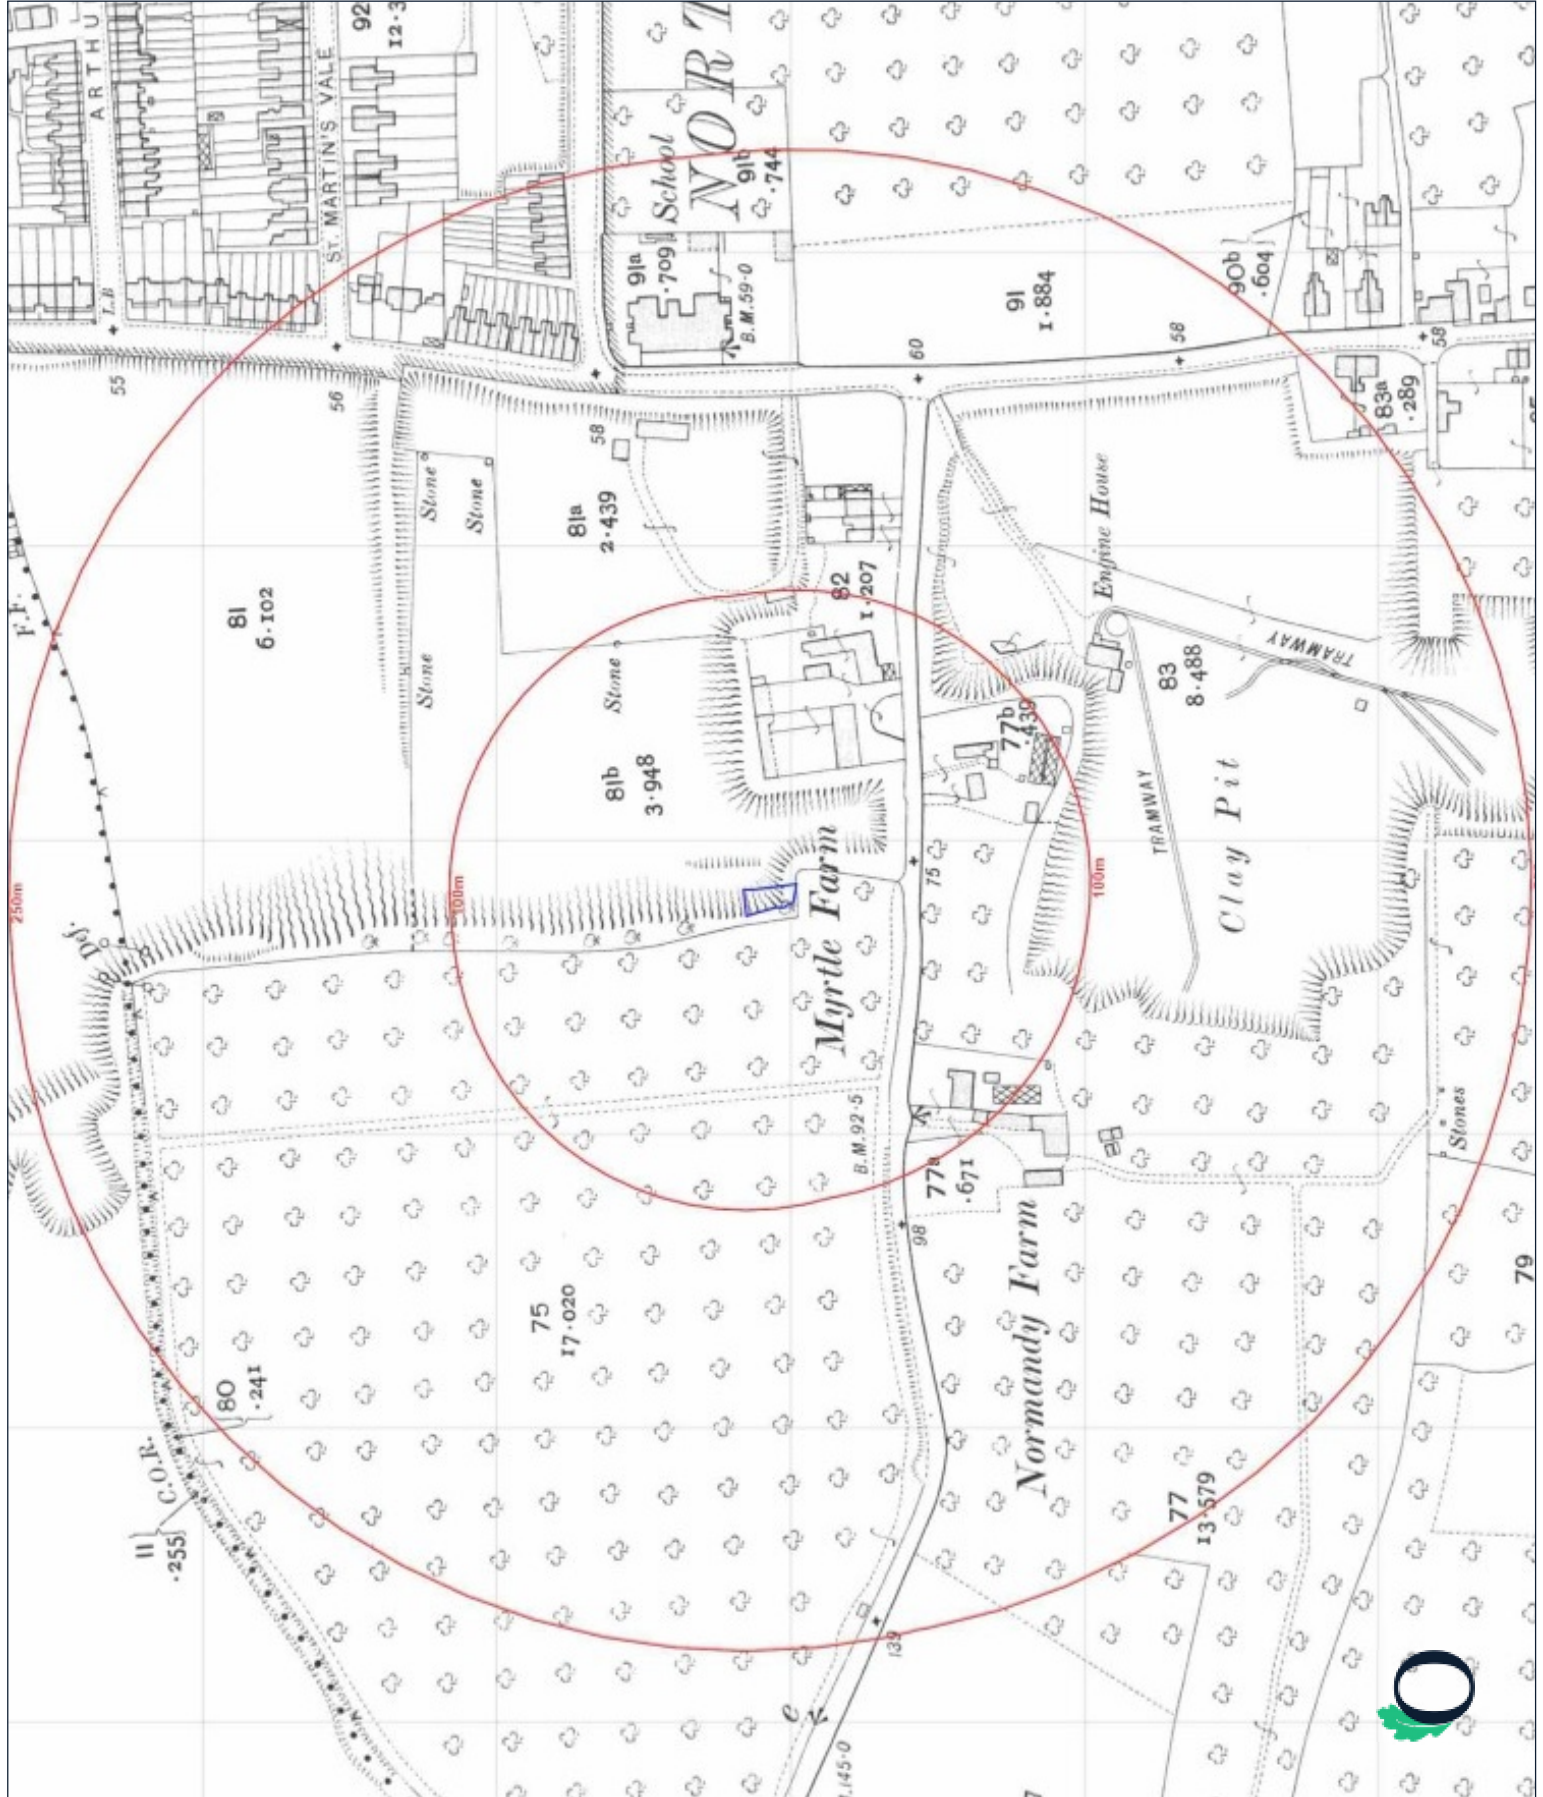 ARTHU
ST. MARTIN'S VALE
92
12·3
NORT
School
91b
·744
91a
·709
B.M.59·0
L.B
91
1·884
90b
·604
55
56
58
60
58
58
83a
·289
F.F.
81
6·102
Stone
Stone
81a
2·439
82
1·207
Engine House
Stone
Stone
81b
3·948
77b
·439
83
8·488
TRAMWAY
TRAMWAY
Clay Pit
250m
100m
100m
75
Def.
Myrtle Farm
B.M.92·5
77a
·671
Stones
98
Normandy Farm
75
17·020
79
80
·241
C.O.R.
11
·255
77
13·579
139
e
145·0
O